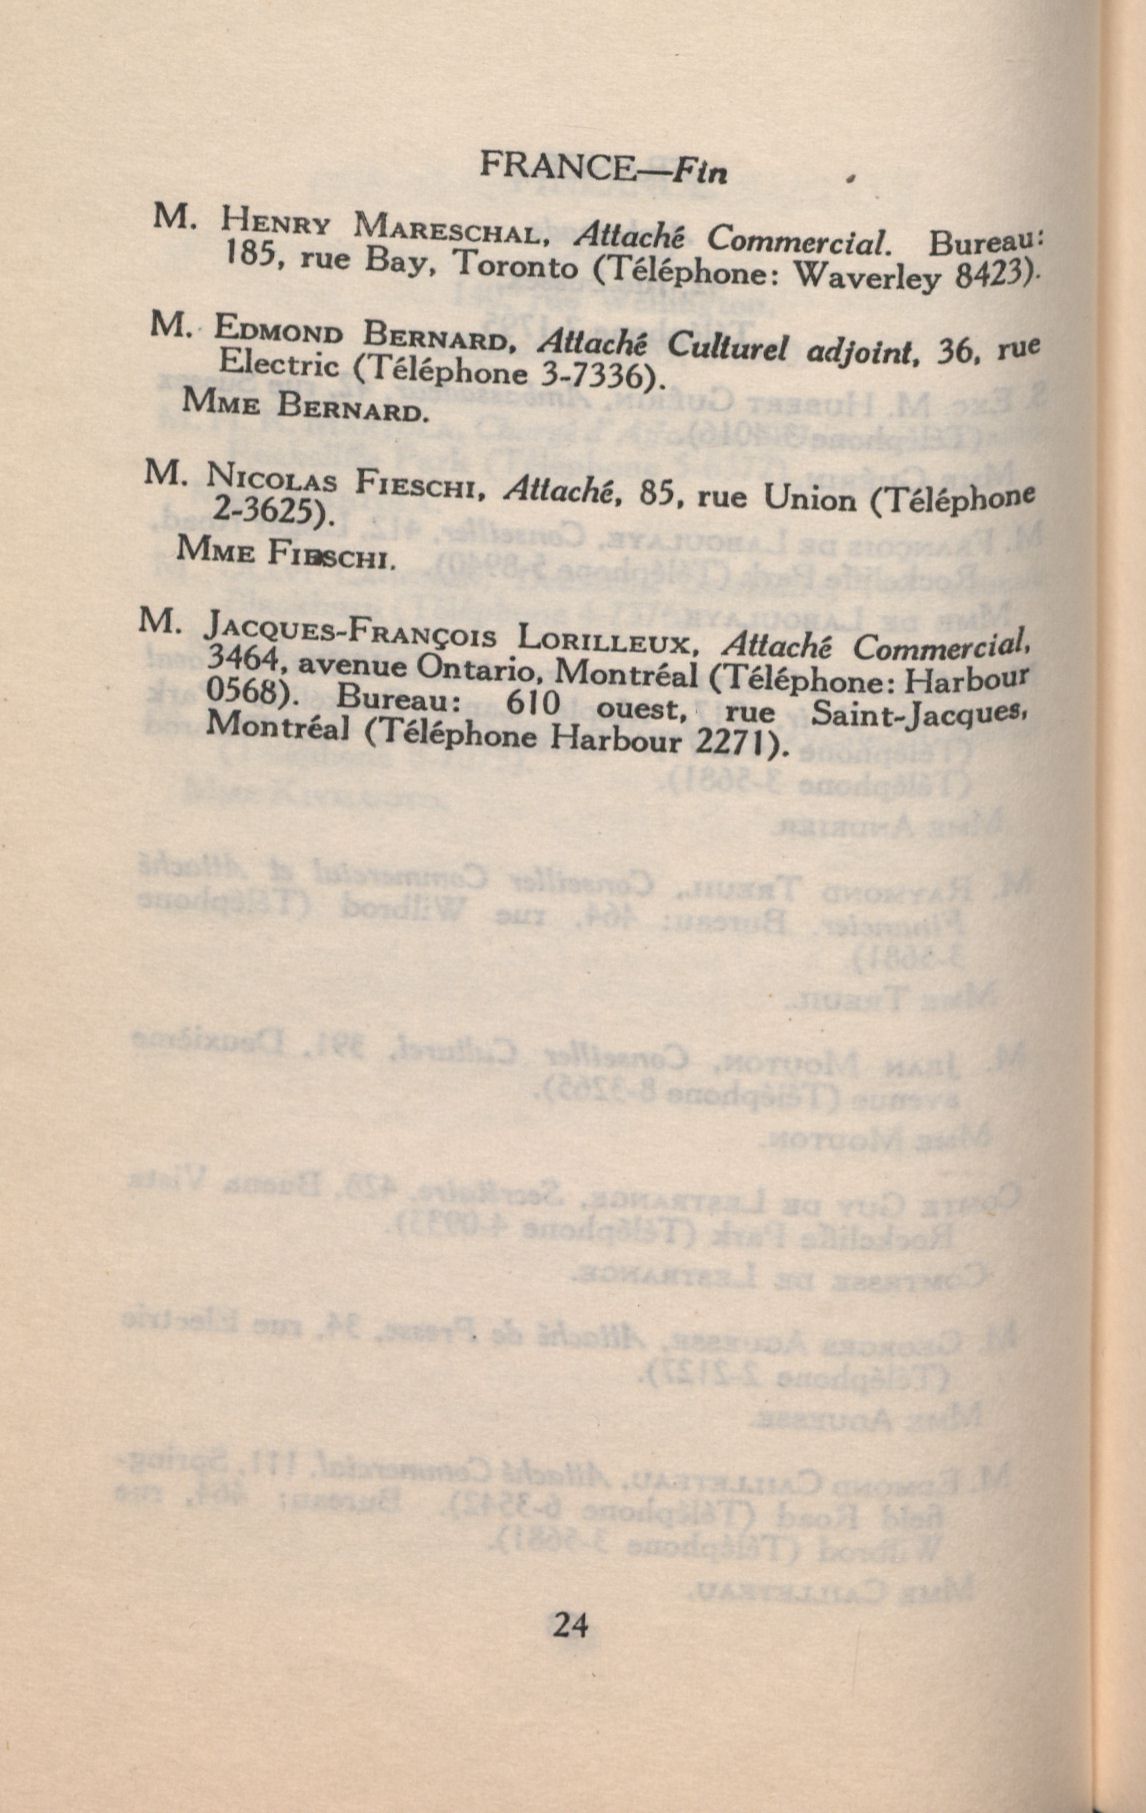 FRANCE—Fin
M. HENRY MARESCHAL, Attaché Commercial. Bureau:
185, rue Bay, Toronto (Téléphone: Waverley 8423).
M. EDMOND BERNARD, Attaché Culturel adjoint, 36, rue
Electric (Téléphone 3-7336).
MME BERNARD.
M. NICOLAS FIESCHI, Attaché, 85, rue Union (Téléphone
2-3625).
MME FIESCHI.
M. JACQUES-FRANÇOIS LORILLEUX, Attaché Commercial,
3464, avenue Ontario, Montréal (Téléphone: Harbour
0568). Bureau: 610 ouest, rue Saint-Jacques,
Montréal (Téléphone Harbour 2271).
24